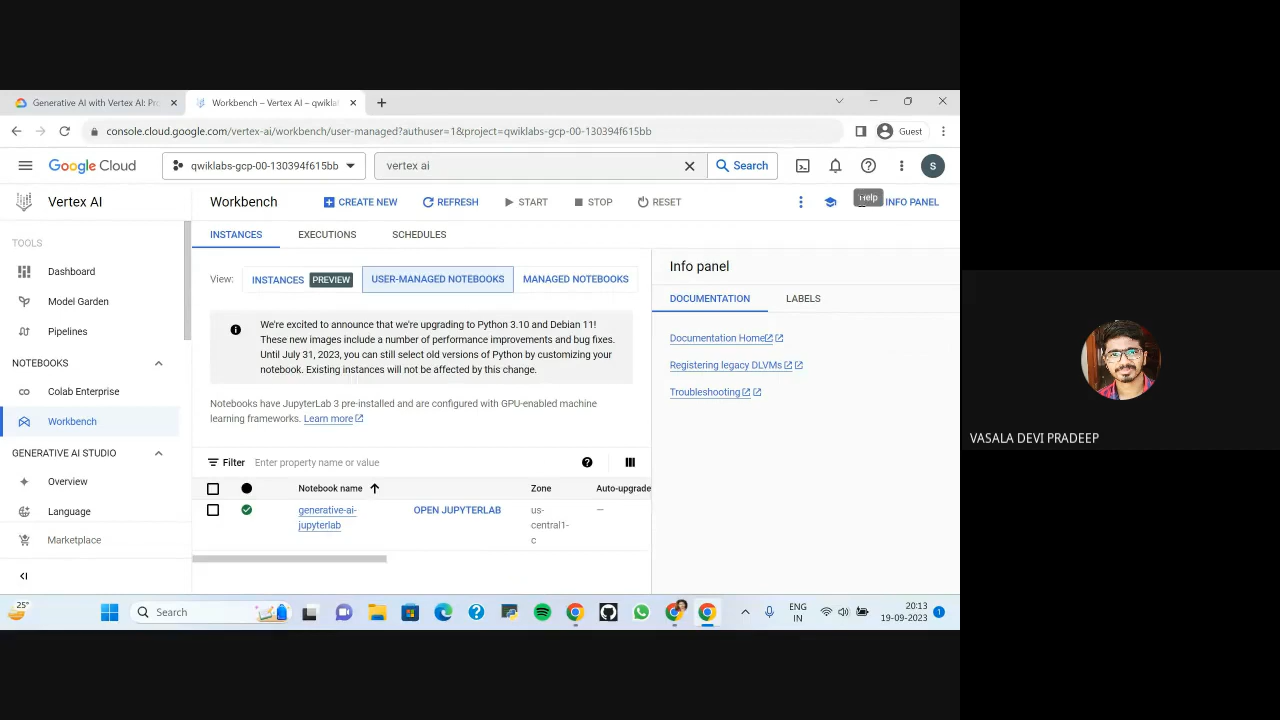 Generative AI with Vertex AI: Pr
Workbench – Vertex AI – qwikla
console.cloud.google.com/vertex-ai/workbench/user-managed?authuser=1&project=qwiklabs-gcp-00-130394f615bb
Guest
Google Cloud
qwiklabs-gcp-00-130394f615bb
vertex ai
Search
S
Vertex AI
Workbench
CREATE NEW
REFRESH
START
STOP
RESET
Help
INFO PANEL
TOOLS
Dashboard
Model Garden
Pipelines
NOTEBOOKS
Colab Enterprise
Workbench
GENERATIVE AI STUDIO
Overview
Language
Marketplace
INSTANCES
EXECUTIONS
SCHEDULES
View:
INSTANCES PREVIEW
USER-MANAGED NOTEBOOKS
MANAGED NOTEBOOKS
We're excited to announce that we're upgrading to Python 3.10 and Debian 11!
These new images include a number of performance improvements and bug fixes.
Until July 31, 2023, you can still select old versions of Python by customizing your
notebook. Existing instances will not be affected by this change.
Notebooks have JupyterLab 3 pre-installed and are configured with GPU-enabled machine
learning frameworks. Learn more
Filter Enter property name or value
Notebook name
Zone
Auto-upgrade
generative-ai-
jupyterlab
OPEN JUPYTERLAB
us-
central1-
c
—
Info panel
DOCUMENTATION
LABELS
Documentation Home
Registering legacy DLVMs
Troubleshooting
VASALA DEVI PRADEEP
25°
Search
ENG
IN
20:13
19-09-2023
1